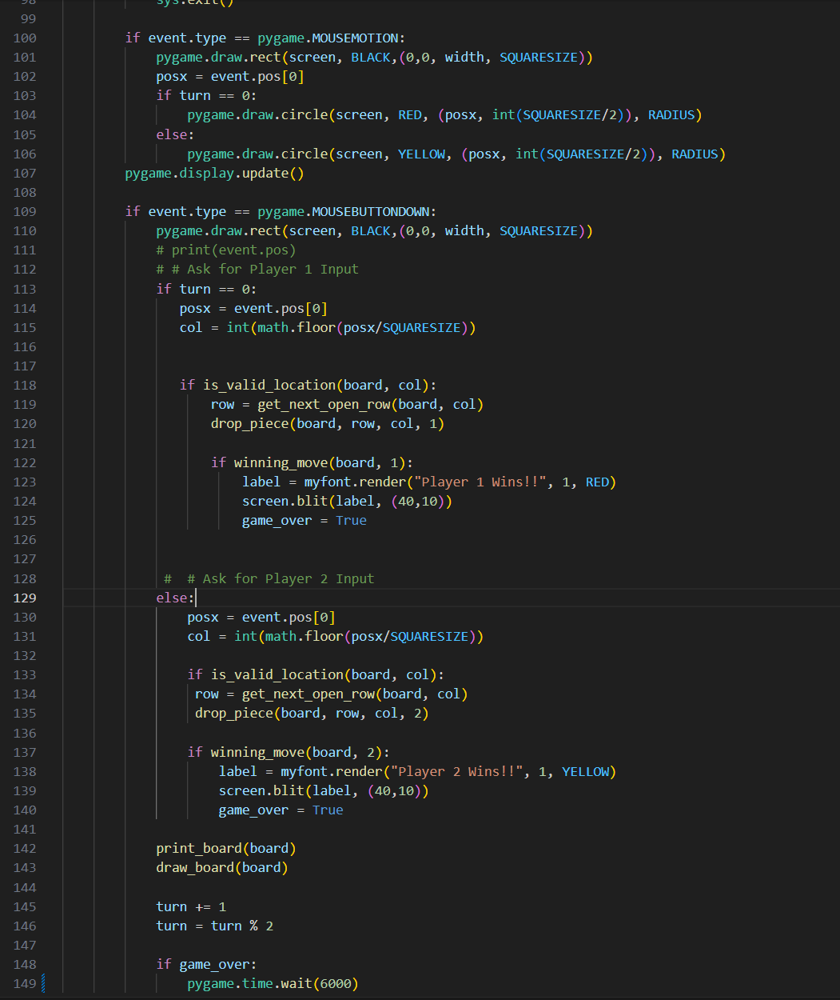 98 sys.exit()
99
100 if event.type == pygame.MOUSEMOTION:
101 pygame.draw.rect(screen, BLACK,(0,0, width, SQUARESIZE))
102 posx = event.pos[0]
103 if turn == 0:
104 pygame.draw.circle(screen, RED, (posx, int(SQUARESIZE/2)), RADIUS)
105 else:
106 pygame.draw.circle(screen, YELLOW, (posx, int(SQUARESIZE/2)), RADIUS)
107 pygame.display.update()
108
109 if event.type == pygame.MOUSEBUTTONDOWN:
110 pygame.draw.rect(screen, BLACK,(0,0, width, SQUARESIZE))
111 # print(event.pos)
112 # # Ask for Player 1 Input
113 if turn == 0:
114 posx = event.pos[0]
115 col = int(math.floor(posx/SQUARESIZE))
116
117
118 if is_valid_location(board, col):
119 row = get_next_open_row(board, col)
120 drop_piece(board, row, col, 1)
121
122 if winning_move(board, 1):
123 label = myfont.render("Player 1 Wins!!", 1, RED)
124 screen.blit(label, (40,10))
125 game_over = True
126
127
128 #  # Ask for Player 2 Input
129 else:
130 posx = event.pos[0]
131 col = int(math.floor(posx/SQUARESIZE))
132
133 if is_valid_location(board, col):
134 row = get_next_open_row(board, col)
135 drop_piece(board, row, col, 2)
136
137 if winning_move(board, 2):
138 label = myfont.render("Player 2 Wins!!", 1, YELLOW)
139 screen.blit(label, (40,10))
140 game_over = True
141
142 print_board(board)
143 draw_board(board)
144
145 turn += 1
146 turn = turn % 2
147
148 if game_over:
149 pygame.time.wait(6000)